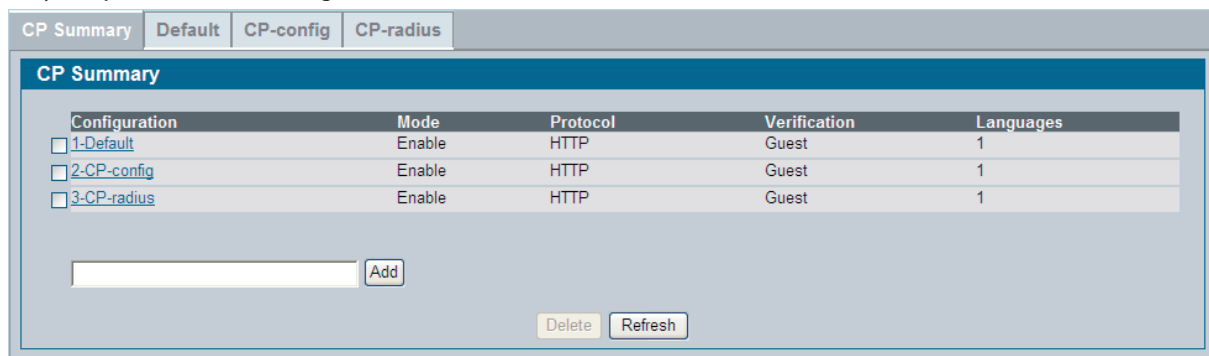 CP Summary Default CP-config CP-radius
CP Summary
Configuration Mode Protocol Verification Languages
1-Default Enable HTTP Guest 1
2-CP-config Enable HTTP Guest 1
3-CP-radius Enable HTTP Guest 1
Add
Delete Refresh